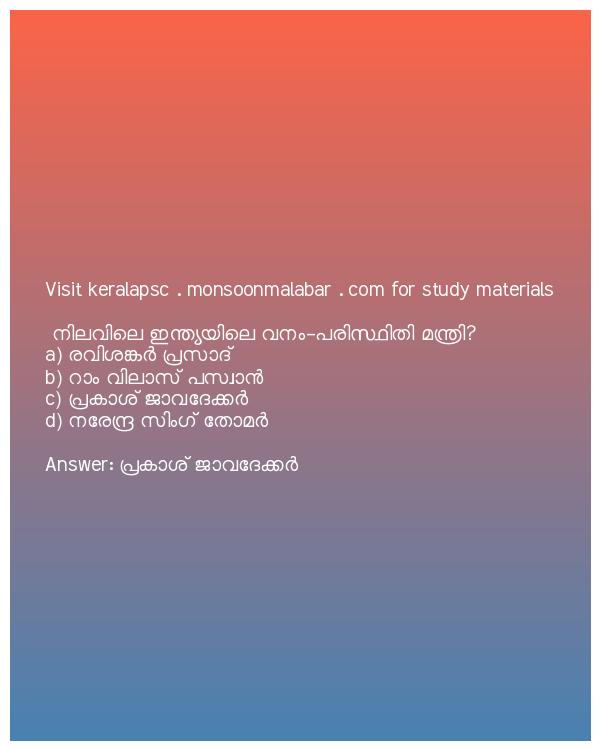 Visit keralapsc . monsoonmalabar . com for study materials
നിലവിലെ ഇന്ത്യയിലെ വനം-പരിസ്ഥിതി മന്ത്രി?
a) രവിശങ്കർ പ്രസാദ്
b) റാം വിലാസ് പസ്വാൻ
c) പ്രകാശ് ജാവദേക്കർ
d) നരേന്ദ്ര സിംഗ് തോമർ
Answer: പ്രകാശ് ജാവദേക്കർ